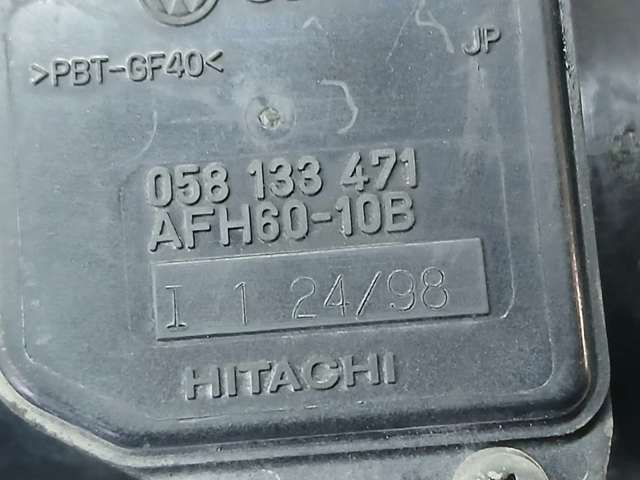 >PBT-GF40<
JP
058 133 471
AFH60-10B
I 1 24/98
HITACHI